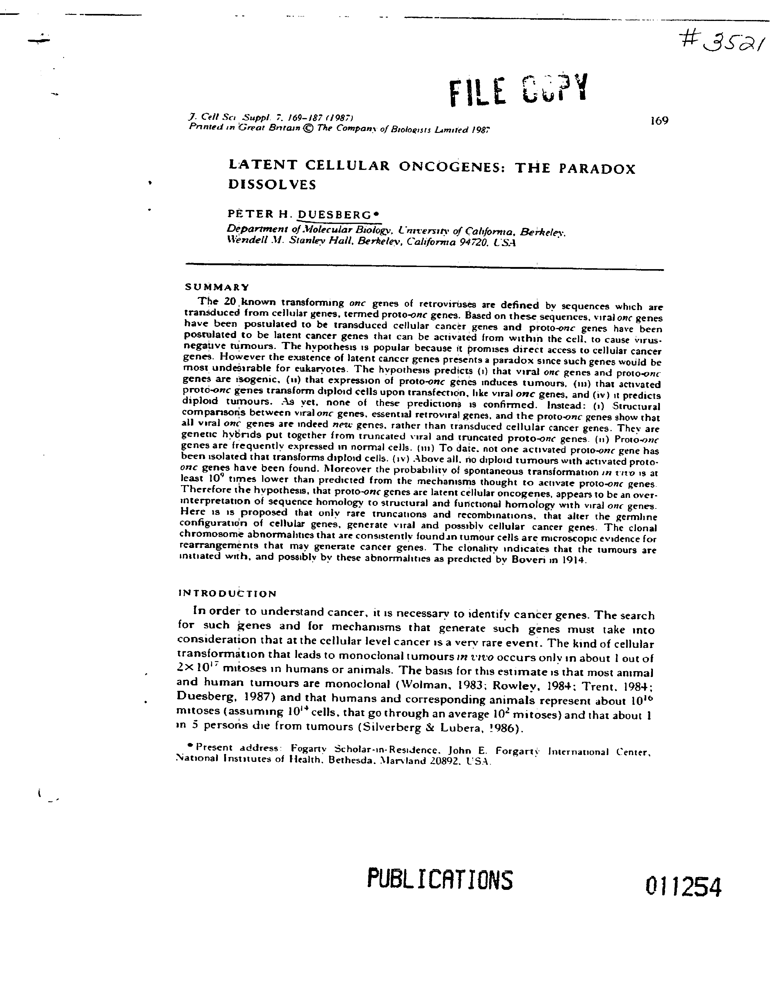 #3521
FILE COPY
J. Cell Sci. Suppl. 7, 169–187 (1987)
Printed in Great Britain © The Company of Biologists Limited 1987
169
LATENT CELLULAR ONCOGENES: THE PARADOX
DISSOLVES
PETER H. DUESBERG*
Department of Molecular Biology, University of California, Berkeley,
Wendell M. Stanley Hall, Berkeley, California 94720, USA
SUMMARY
The 20 known transforming onc genes of retroviruses are defined by sequences which are
transduced from cellular genes, termed proto-onc genes. Based on these sequences, viral onc genes
have been postulated to be transduced cellular cancer genes and proto-onc genes have been
postulated to be latent cancer genes that can be activated from within the cell, to cause virus-
negative tumours. The hypothesis is popular because it promises direct access to cellular cancer
genes. However the existence of latent cancer genes presents a paradox since such genes would be
most undesirable for eukaryotes. The hypothesis predicts (i) that viral onc genes and proto-onc
genes are isogenic, (ii) that expression of proto-onc genes induces tumours, (iii) that activated
proto-onc genes transform diploid cells upon transfection, like viral onc genes, and (iv) it predicts
diploid tumours. As yet, none of these predictions is confirmed. Instead: (i) Structural
comparisons between viral onc genes, essential retroviral genes, and the proto-onc genes show that
all viral onc genes are indeed new genes, rather than transduced cellular cancer genes. They are
genetic hybrids put together from truncated viral and truncated proto-onc genes. (ii) Proto-onc
genes are frequently expressed in normal cells. (iii) To date, not one activated proto-onc gene has
been isolated that transforms diploid cells. (iv) Above all, no diploid tumours with activated proto-
onc genes have been found. Moreover the probability of spontaneous transformation in vivo is at
least 10⁹ times lower than predicted from the mechanisms thought to activate proto-onc genes.
Therefore the hypothesis, that proto-onc genes are latent cellular oncogenes, appears to be an over-
interpretation of sequence homology to structural and functional homology with viral onc genes.
Here is is proposed that only rare truncations and recombinations, that alter the germline
configuration of cellular genes, generate viral and possibly cellular cancer genes. The clonal
chromosome abnormalities that are consistently found in tumour cells are microscopic evidence for
rearrangements that may generate cancer genes. The clonality indicates that the tumours are
initiated with, and possibly by these abnormalities as predicted by Boveri in 1914.
INTRODUCTION
In order to understand cancer, it is necessary to identify cancer genes. The search
for such genes and for mechanisms that generate such genes must take into
consideration that at the cellular level cancer is a very rare event. The kind of cellular
transformation that leads to monoclonal tumours in vivo occurs only in about 1 out of
2×10¹⁷ mitoses in humans or animals. The basis for this estimate is that most animal
and human tumours are monoclonal (Wolman, 1983; Rowley, 1984; Trent, 1984;
Duesberg, 1987) and that humans and corresponding animals represent about 10¹⁶
mitoses (assuming 10¹⁴ cells, that go through an average 10² mitoses) and that about 1
in 5 persons die from tumours (Silverberg & Lubera, 1986).
*Present address: Fogarty Scholar-in-Residence, John E. Forgarty International Center,
National Institutes of Health, Bethesda, Maryland 20892, USA.
PUBLICATIONS
011254